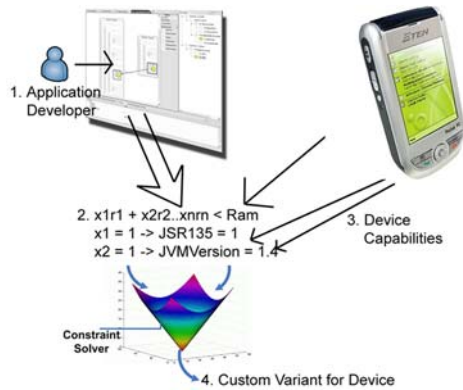 1. Application
Developer
ETEN
2. x1r1 + x2r2..xnrn < Ram
x1 = 1 -> JSR135 = 1
x2 = 1 -> JVMVersion = 1.4
3. Device
Capabilities
Constraint
Solver
4. Custom Variant for Device